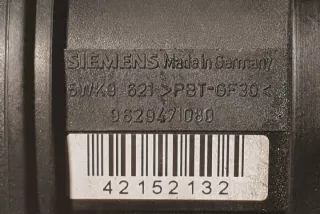 SIEMENS Made in Germany
5WK9 621 >PBT-GF30<
9629471080
42152132